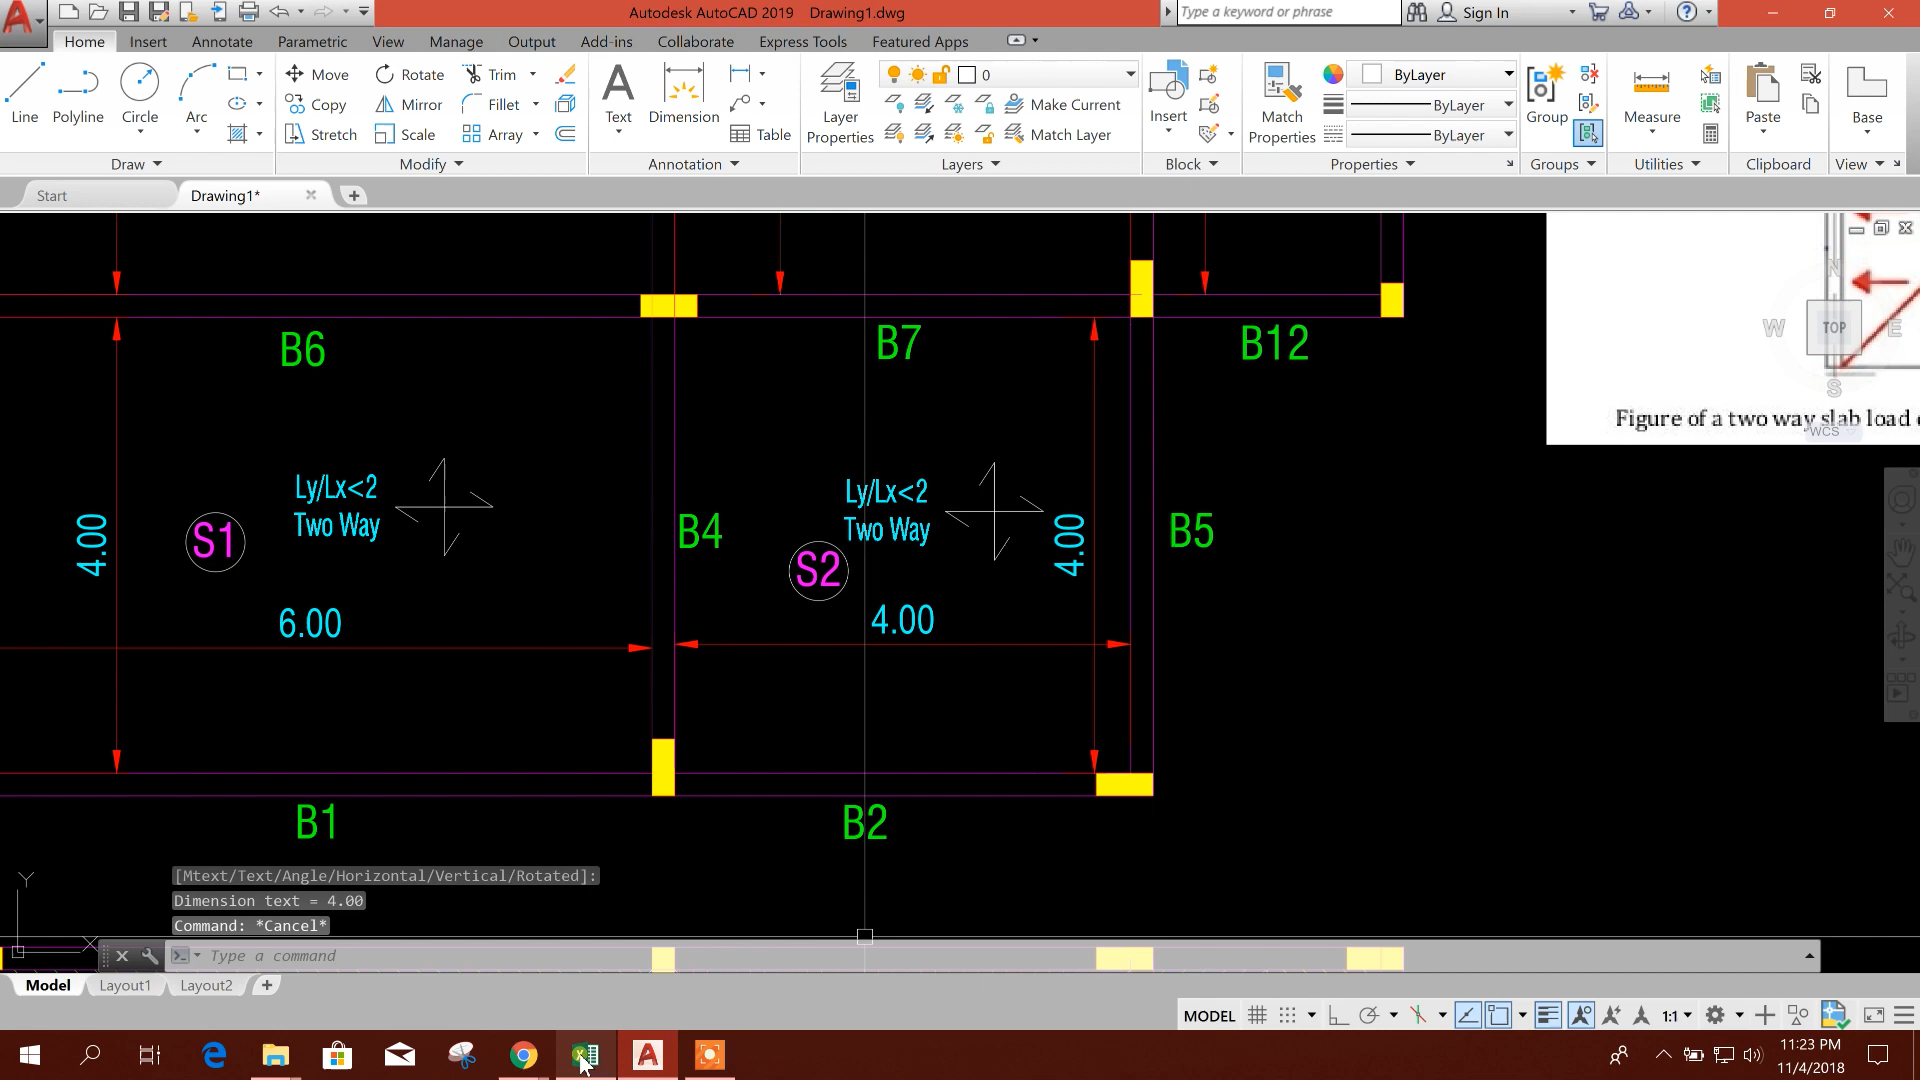 Autodesk AutoCAD 2019 Drawing1.dwg
Type a keyword or phrase
Sign In
Home Insert Annotate Parametric View Manage Output Add-ins Collaborate Express Tools Featured Apps
Line Polyline Circle Arc
Move Rotate Trim
Copy Mirror Fillet
Stretch Scale Array
Text Dimension Table
Layer Properties
0
Make Current
Match Layer
Insert
Match Properties
ByLayer
ByLayer
ByLayer
Group
Measure
Paste
Base
Draw Modify Annotation Layers Block Properties Groups Utilities Clipboard View
Start Drawing1*
B6 B7 B12
N
W TOP E
S
Figure of a two way slab load
WCS
Ly/Lx<2
Two Way
4.00
S1
6.00
B4
Ly/Lx<2
Two Way
S2
4.00
4.00
B5
B1 B2
Y
[Mtext/Text/Angle/Horizontal/Vertical/Rotated]:
Dimension text = 4.00
Command: *Cancel*
Type a command
Model Layout1 Layout2
MODEL 1:1
11:23 PM
11/4/2018